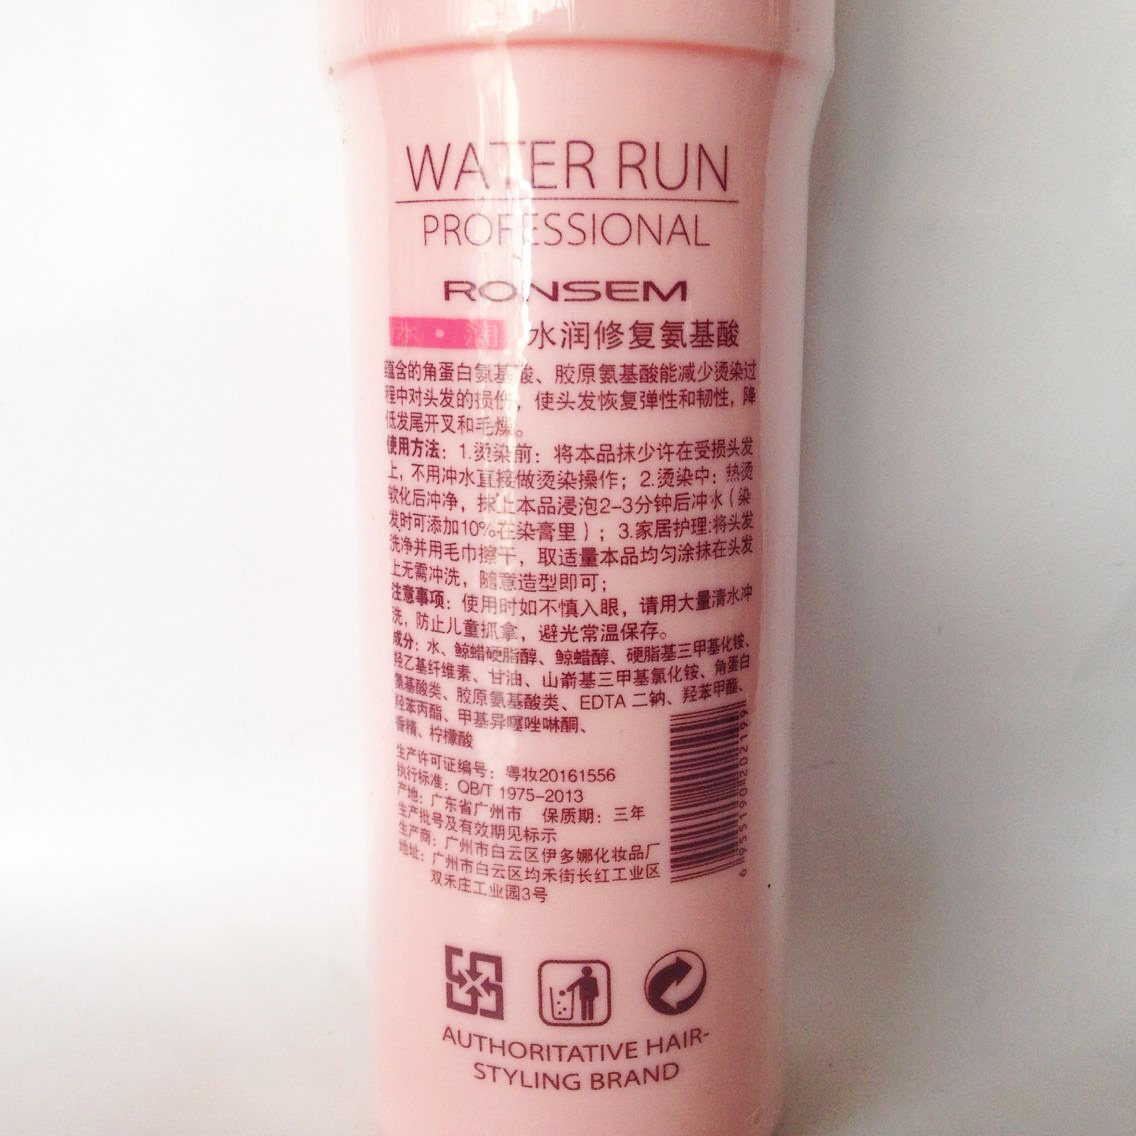 WATER RUN
PROFESSIONAL
RONSEM
水·润 水润修复氨基酸
蕴含的角蛋白氨基酸、胶原氨基酸能减少烫染过
程中对头发的损伤，使头发恢复弹性和韧性，降
低发尾开叉和毛燥。
使用方法：1.烫染前：将本品抹少许在受损头发
上，不用冲水直接做烫染操作；2.烫染中：热烫
软化后冲净，抹上本品浸泡2-3分钟后冲水（染
发时可添加10%在染膏里）；3.家居护理:将头发
洗净并用毛巾擦干，取适量本品均匀涂抹在头发
上无需冲洗，随意造型即可；
注意事项：使用时如不慎入眼，请用大量清水冲
洗，防止儿童抓拿，避光常温保存。
成分：水、鲸蜡硬脂醇、鲸蜡醇、硬脂基三甲基化铵、
羟乙基纤维素、甘油、山嵛基三甲基氯化铵、角蛋白
氨基酸类、胶原氨基酸类、EDTA 二钠、羟苯甲酯、
羟苯丙酯、甲基异噻唑啉酮、
香精、柠檬酸
生产许可证编号：粤妆20161556
执行标准：QB/T 1975-2013
产地：广东省广州市 保质期：三年
生产批号及有效期见标示
生产商：广州市白云区伊多娜化妆品厂
地址：广州市白云区均禾街长红工业区
双禾庄工业园3号
6 955190 202199
AUTHORITATIVE HAIR-
STYLING BRAND